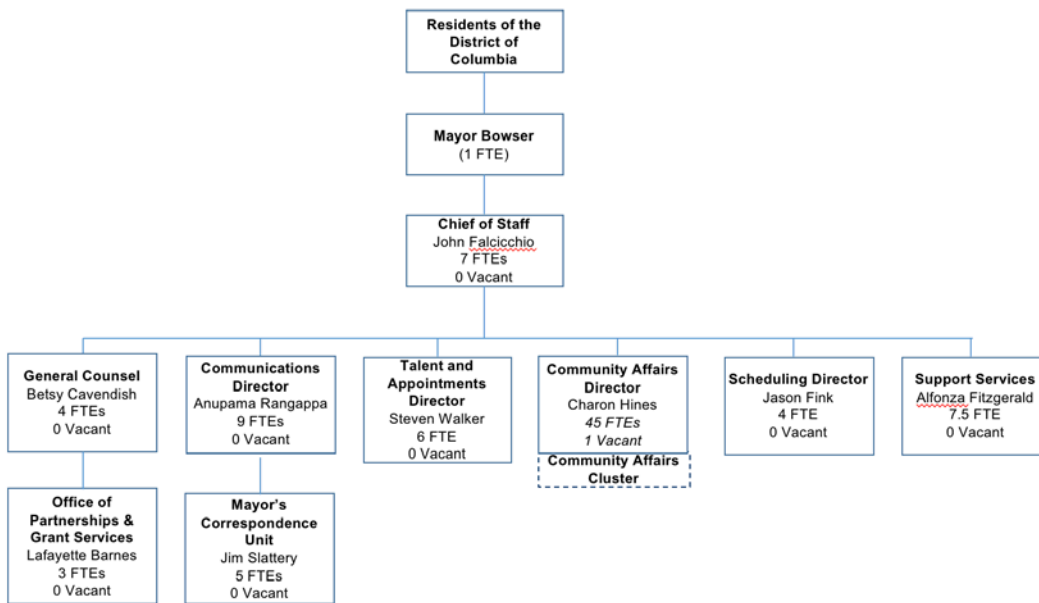 Residents of the
District of
Columbia
Mayor Bowser
(1 FTE)
Chief of Staff
John Falcicchio
7 FTEs
0 Vacant
General Counsel
Betsy Cavendish
4 FTEs
0 Vacant
Communications
Director
Anupama Rangappa
9 FTEs
0 Vacant
Talent and
Appointments
Director
Steven Walker
6 FTE
0 Vacant
Community Affairs
Director
Charon Hines
45 FTEs
1 Vacant
Community Affairs
Cluster
Scheduling Director
Jason Fink
4 FTE
0 Vacant
Support Services
Alfonza Fitzgerald
7.5 FTE
0 Vacant
Office of
Partnerships &
Grant Services
Lafayette Barnes
3 FTEs
0 Vacant
Mayor's
Correspondence
Unit
Jim Slattery
5 FTEs
0 Vacant